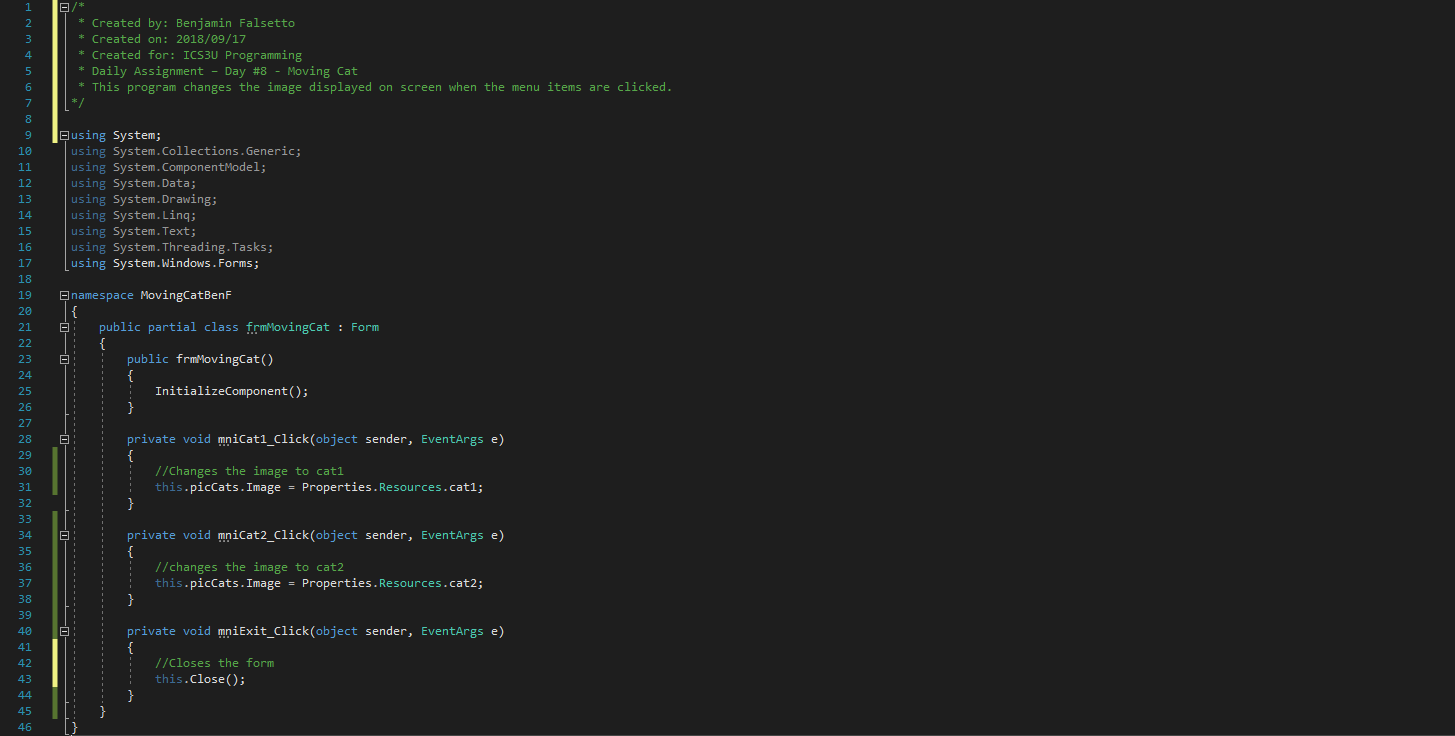 1 /*
2  * Created by: Benjamin Falsetto
3  * Created on: 2018/09/17
4  * Created for: ICS3U Programming
5  * Daily Assignment – Day #8 - Moving Cat
6  * This program changes the image displayed on screen when the menu items are clicked.
7 */
8
9 using System;
10 using System.Collections.Generic;
11 using System.ComponentModel;
12 using System.Data;
13 using System.Drawing;
14 using System.Linq;
15 using System.Text;
16 using System.Threading.Tasks;
17 using System.Windows.Forms;
18
19 namespace MovingCatBenF
20 {
21     public partial class frmMovingCat : Form
22     {
23         public frmMovingCat()
24         {
25             InitializeComponent();
26         }
27
28         private void mniCat1_Click(object sender, EventArgs e)
29         {
30             //Changes the image to cat1
31             this.picCats.Image = Properties.Resources.cat1;
32         }
33
34         private void mniCat2_Click(object sender, EventArgs e)
35         {
36             //changes the image to cat2
37             this.picCats.Image = Properties.Resources.cat2;
38         }
39
40         private void mniExit_Click(object sender, EventArgs e)
41         {
42             //Closes the form
43             this.Close();
44         }
45     }
46 }